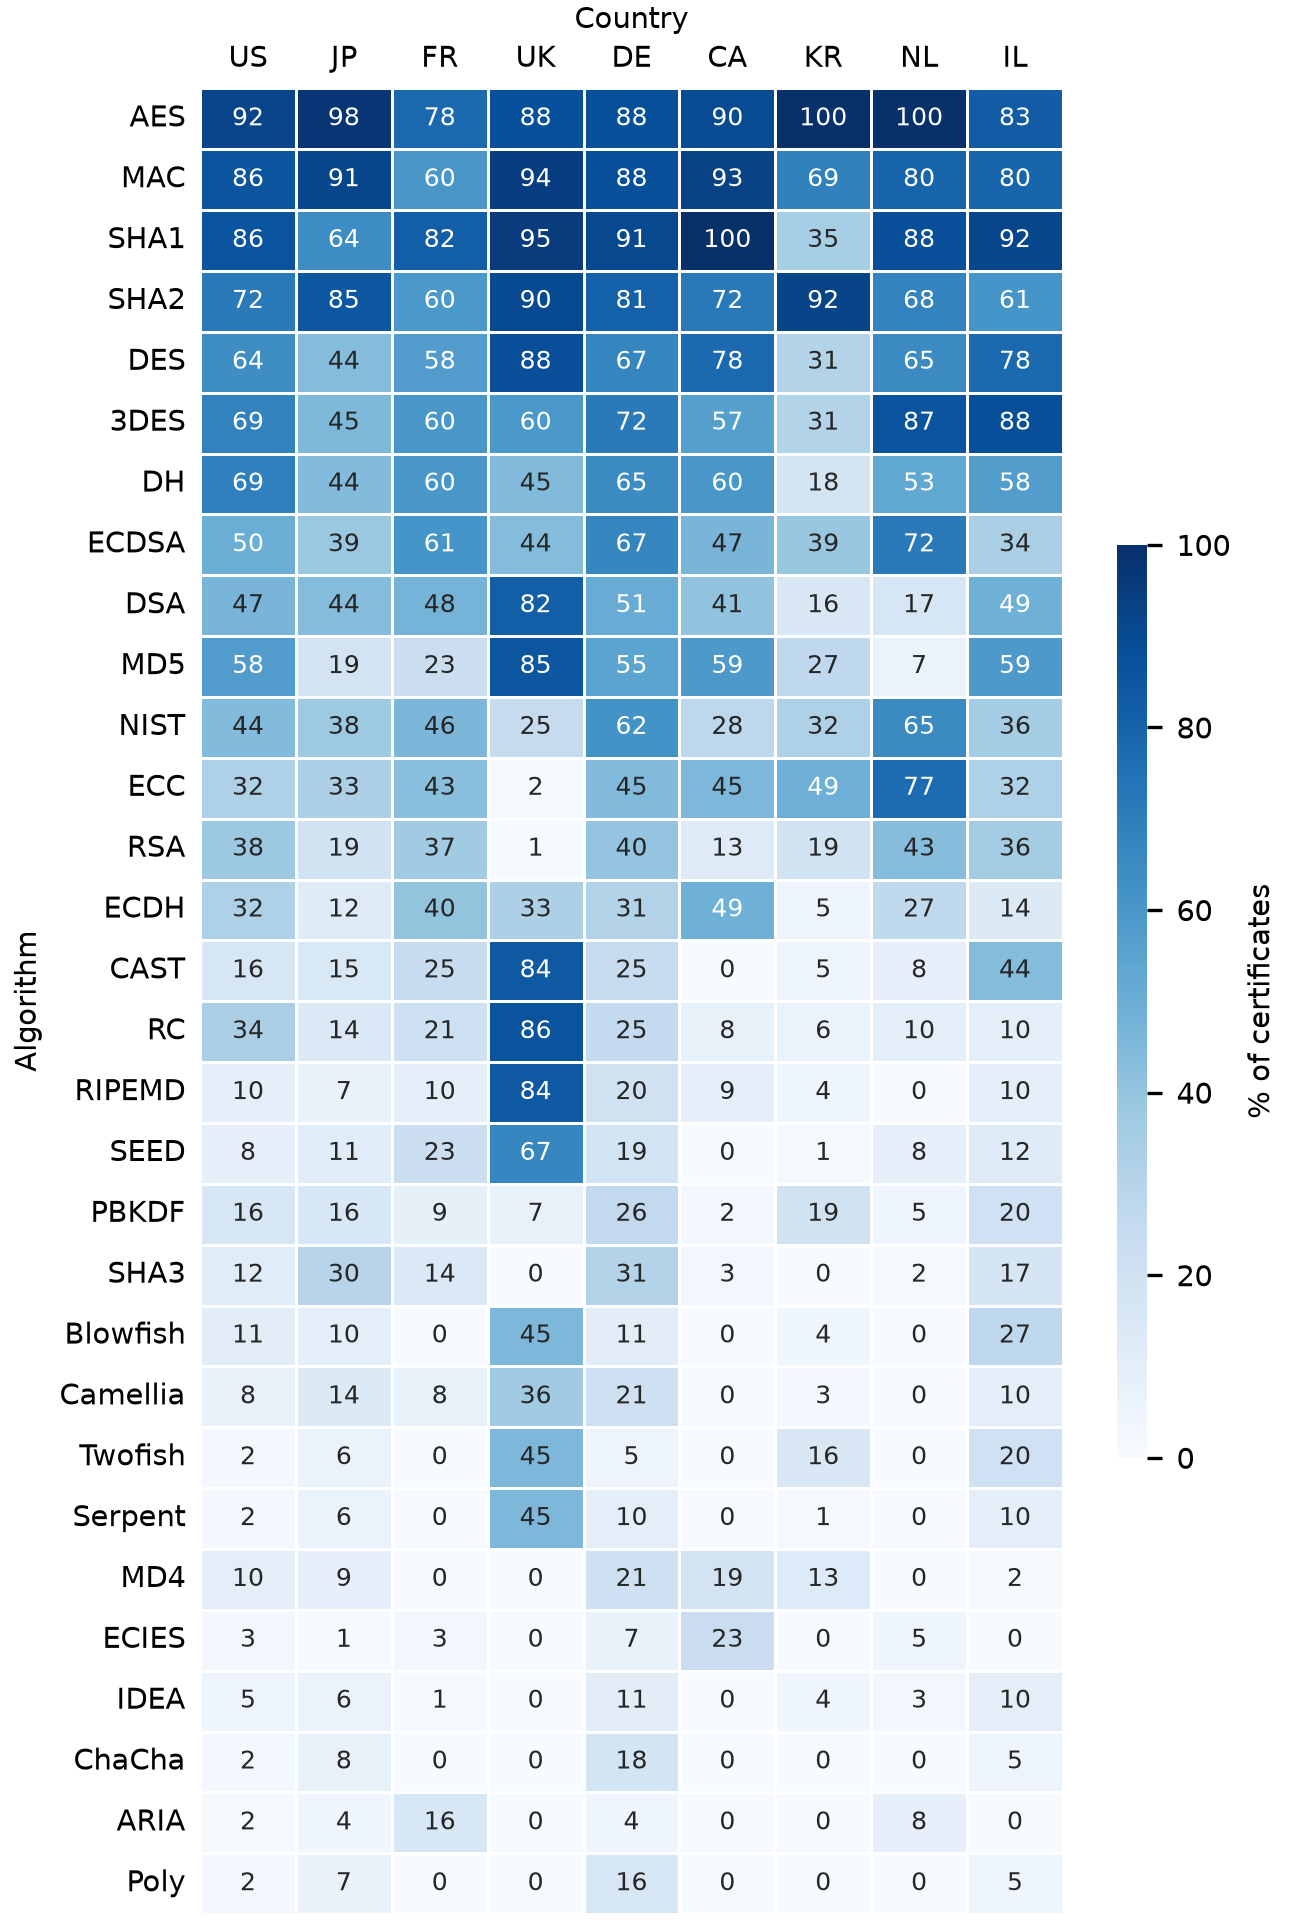 Country
US JP FR UK DE CA KR NL IL
AES 92 98 78 88 88 90 100 100 83
MAC 86 91 60 94 88 93 69 80 80
SHA1 86 64 82 95 91 100 35 88 92
SHA2 72 85 60 90 81 72 92 68 61
DES 64 44 58 88 67 78 31 65 78
3DES 69 45 60 60 72 57 31 87 88
DH 69 44 60 45 65 60 18 53 58
ECDSA 50 39 61 44 67 47 39 72 34
DSA 47 44 48 82 51 41 16 17 49
MD5 58 19 23 85 55 59 27 7 59
NIST 44 38 46 25 62 28 32 65 36
ECC 32 33 43 2 45 45 49 77 32
RSA 38 19 37 1 40 13 19 43 36
ECDH 32 12 40 33 31 49 5 27 14
CAST 16 15 25 84 25 0 5 8 44
RC 34 14 21 86 25 8 6 10 10
RIPEMD 10 7 10 84 20 9 4 0 10
SEED 8 11 23 67 19 0 1 8 12
PBKDF 16 16 9 7 26 2 19 5 20
SHA3 12 30 14 0 31 3 0 2 17
Blowfish 11 10 0 45 11 0 4 0 27
Camellia 8 14 8 36 21 0 3 0 10
Twofish 2 6 0 45 5 0 16 0 20
Serpent 2 6 0 45 10 0 1 0 10
MD4 10 9 0 0 21 19 13 0 2
ECIES 3 1 3 0 7 23 0 5 0
IDEA 5 6 1 0 11 0 4 3 10
ChaCha 2 8 0 0 18 0 0 0 5
ARIA 2 4 16 0 4 0 0 8 0
Poly 2 7 0 0 16 0 0 0 5
Algorithm
100
80
60
40
20
0
% of certificates